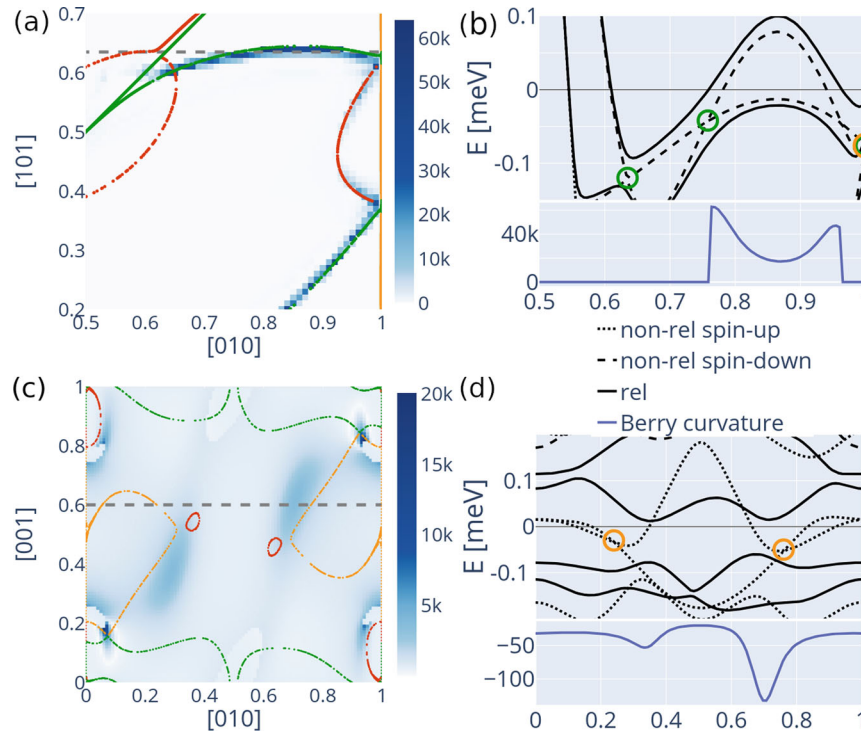 (a)
0.7
0.6
0.5
0.4
0.3
0.2
[101]
0.5 0.6 0.7 0.8 0.9 1
[010]
60k
50k
40k
30k
20k
10k
0
(b)
0.1
0
-0.1
E [meV]
40k
0
0.5 0.6 0.7 0.8 0.9
non-rel spin-up
non-rel spin-down
rel
Berry curvature
(c)
1
0.8
0.6
0.4
0.2
0
[001]
0 0.2 0.4 0.6 0.8 1
[010]
20k
15k
10k
5k
(d)
0.1
0
-0.1
E [meV]
−50
−100
0 0.2 0.4 0.6 0.8 1